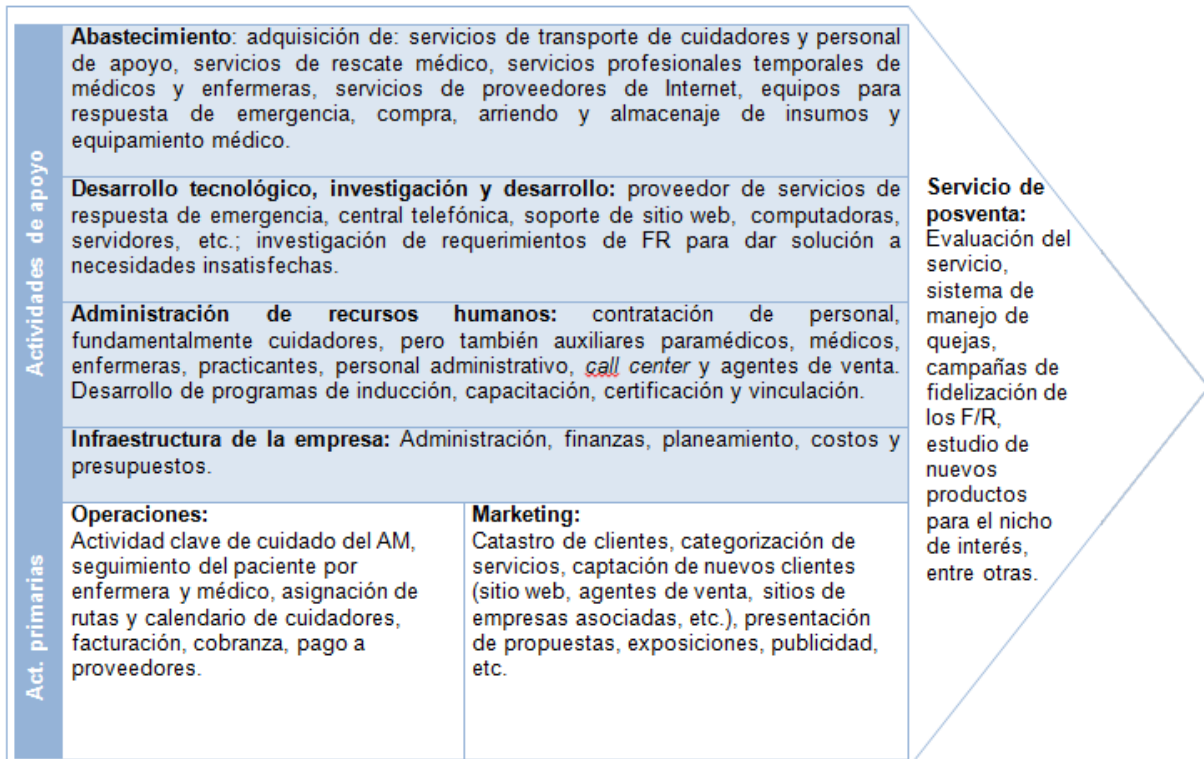 Actividades de apoyo
Abastecimiento: adquisición de: servicios de transporte de cuidadores y personal
de apoyo, servicios de rescate médico, servicios profesionales temporales de
médicos y enfermeras, servicios de proveedores de Internet, equipos para
respuesta de emergencia, compra, arriendo y almacenaje de insumos y
equipamiento médico.
Desarrollo tecnológico, investigación y desarrollo: proveedor de servicios de
respuesta de emergencia, central telefónica, soporte de sitio web, computadoras,
servidores, etc.; investigación de requerimientos de FR para dar solución a
necesidades insatisfechas.
Administración de recursos humanos: contratación de personal,
fundamentalmente cuidadores, pero también auxiliares paramédicos, médicos,
enfermeras, practicantes, personal administrativo, call center y agentes de venta.
Desarrollo de programas de inducción, capacitación, certificación y vinculación.
Infraestructura de la empresa: Administración, finanzas, planeamiento, costos y
presupuestos.
Act. primarias
Operaciones:
Actividad clave de cuidado del AM,
seguimiento del paciente por
enfermera y médico, asignación de
rutas y calendario de cuidadores,
facturación, cobranza, pago a
proveedores.
Marketing:
Catastro de clientes, categorización de
servicios, captación de nuevos clientes
(sitio web, agentes de venta, sitios de
empresas asociadas, etc.), presentación
de propuestas, exposiciones, publicidad,
etc.
Servicio de
posventa:
Evaluación del
servicio,
sistema de
manejo de
quejas,
campañas de
fidelización de
los F/R,
estudio de
nuevos
productos
para el nicho
de interés,
entre otras.